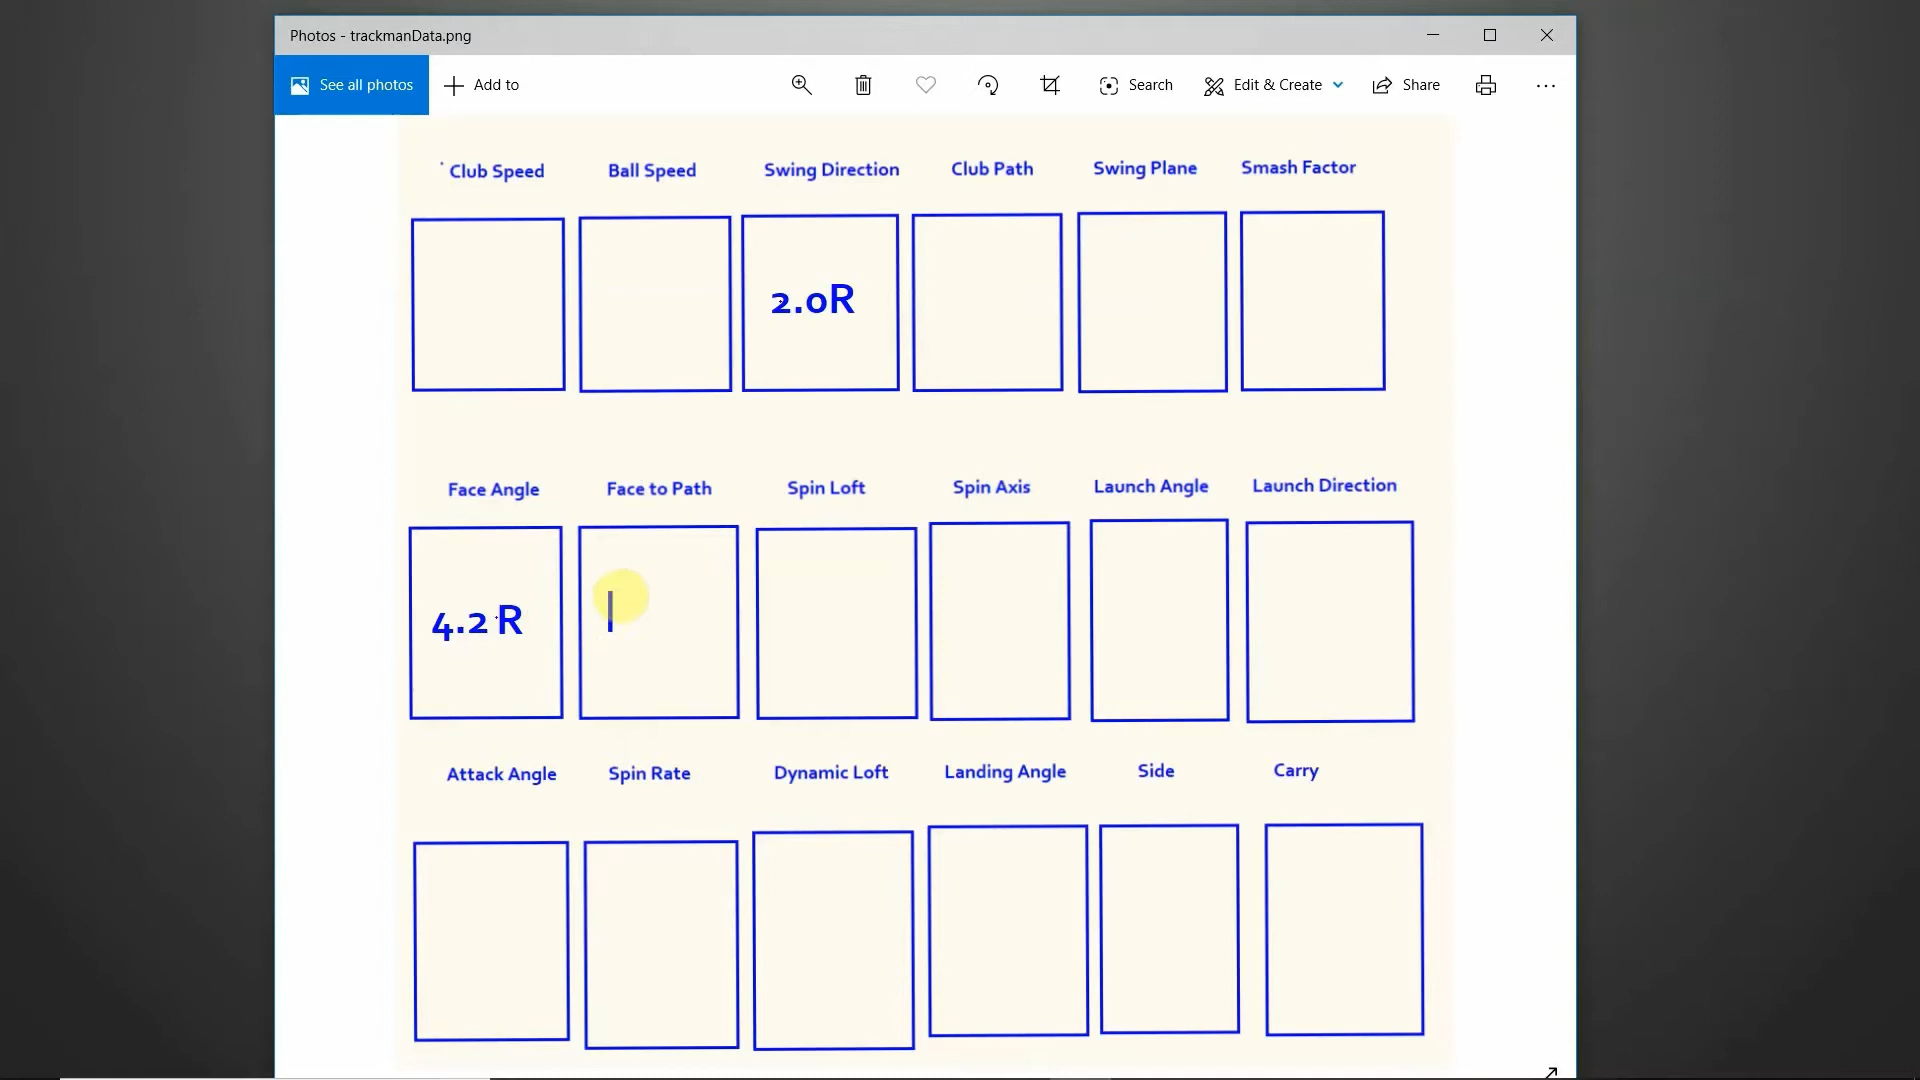 Photos - trackmanData.png
See all photos Add to Search Edit & Create Share
Club Speed Ball Speed Swing Direction Club Path Swing Plane Smash Factor
2.0R
Face Angle Face to Path Spin Loft Spin Axis Launch Angle Launch Direction
4.2 R
Attack Angle Spin Rate Dynamic Loft Landing Angle Side Carry